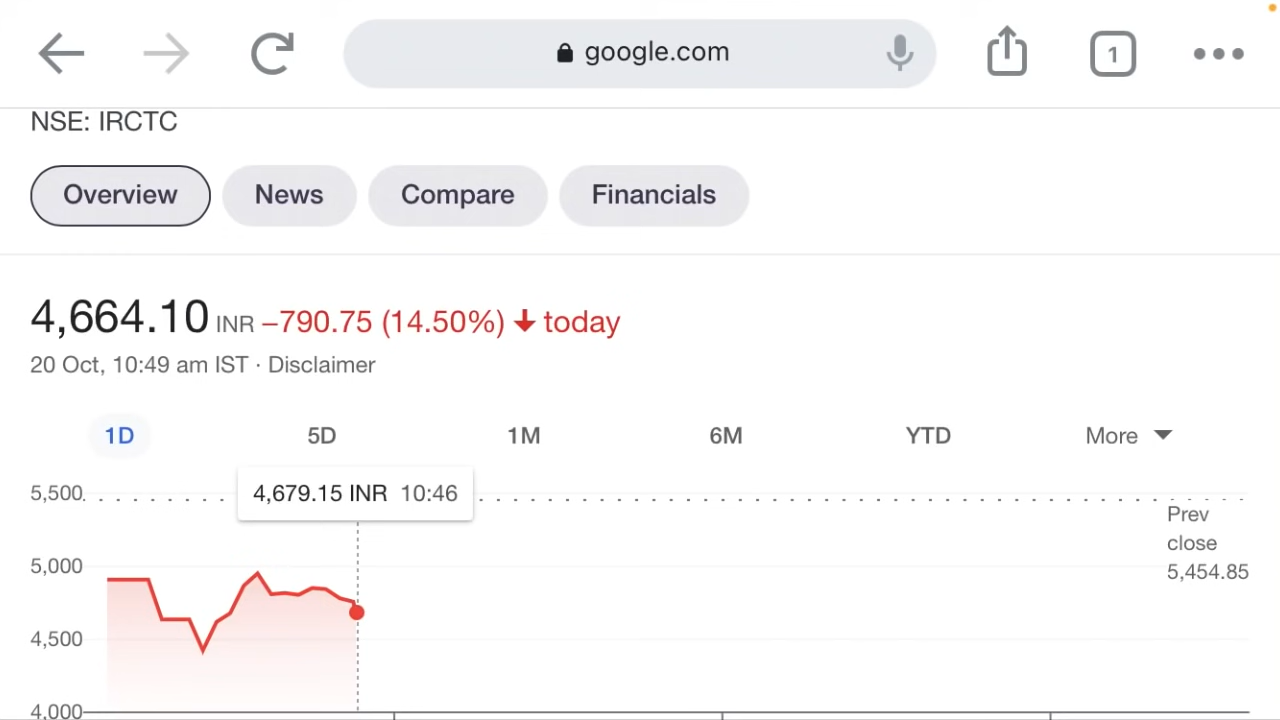 google.com
1
NSE: IRCTC
Overview News Compare Financials
4,664.10 INR −790.75 (14.50%) ↓ today
20 Oct, 10:49 am IST · Disclaimer
1D 5D 1M 6M YTD More
5,500
4,679.15 INR 10:46
Prev
close
5,454.85
5,000
4,500
4,000